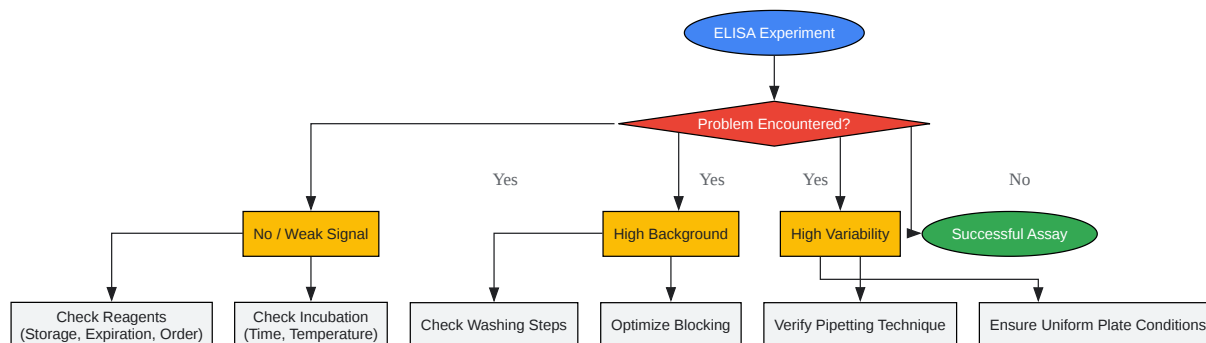 ELISA Experiment
Problem Encountered?
Yes
Yes
Yes
No
No / Weak Signal
High Background
High Variability
Successful Assay
Check Reagents
(Storage, Expiration, Order)
Check Incubation
(Time, Temperature)
Check Washing Steps
Optimize Blocking
Verify Pipetting Technique
Ensure Uniform Plate Conditions